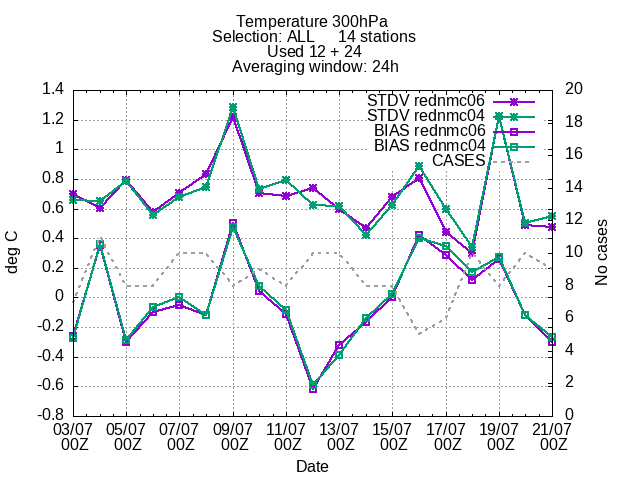 Temperature 300hPa
Selection: ALL 14 stations
Used 12 + 24
Averaging window: 24h
STDV rednmc06
STDV rednmc04
BIAS rednmc06
BIAS rednmc04
CASES
deg C
1.4
1.2
1
0.8
0.6
0.4
0.2
0
-0.2
-0.4
-0.6
-0.8
No cases
20
18
16
14
12
10
8
6
4
2
0
03/07 05/07 07/07 09/07 11/07 13/07 15/07 17/07 19/07 21/07
00Z 00Z 00Z 00Z 00Z 00Z 00Z 00Z 00Z 00Z
Date